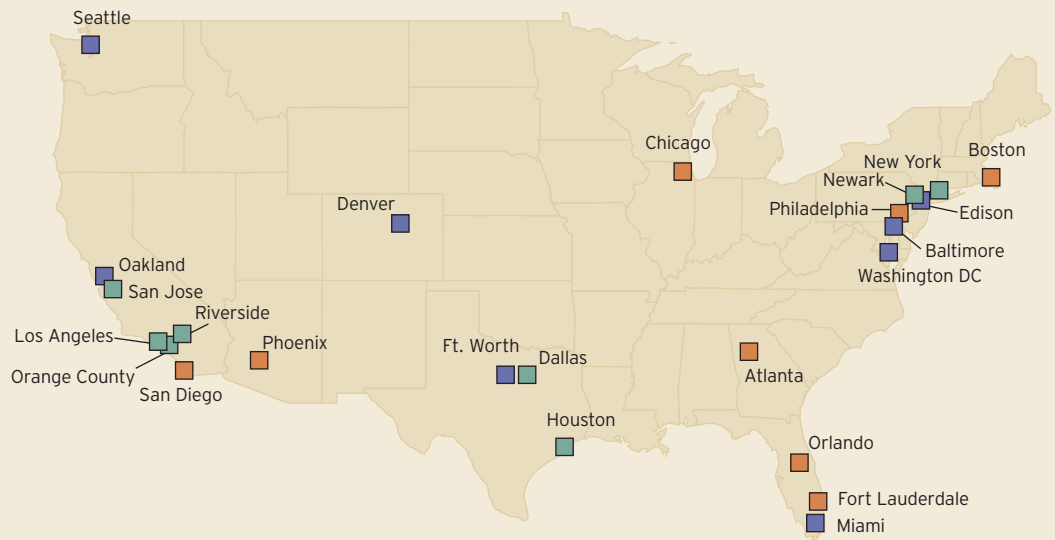 Seattle
Chicago
Boston
New York
Newark
Denver
Philadelphia
Edison
Baltimore
Oakland
Washington DC
San Jose
Riverside
Los Angeles
Phoenix
Ft. Worth
Dallas
Orange County
Atlanta
San Diego
Houston
Orlando
Fort Lauderdale
Miami